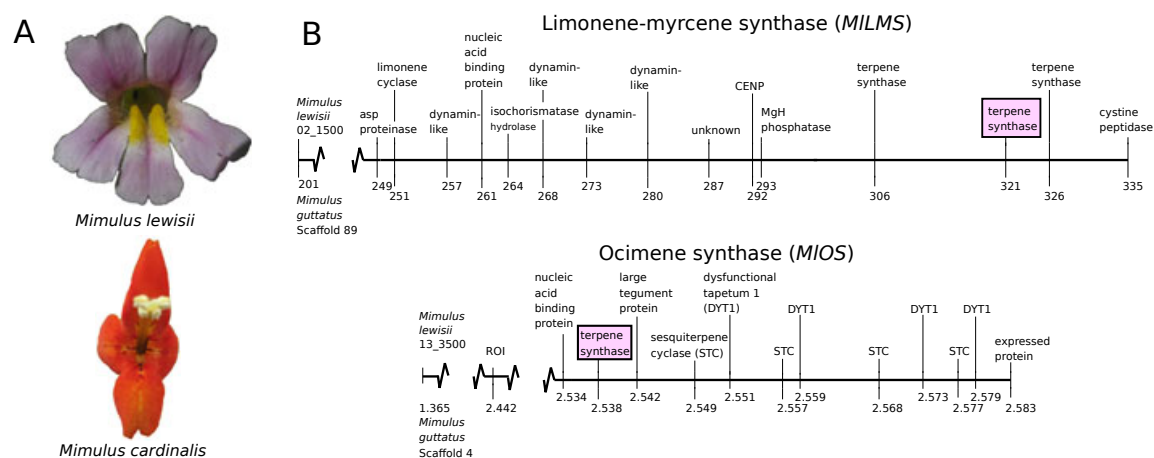 A
B
Limonene-myrcene synthase (MlLMS)
Mimulus
lewisii
02_1500
asp
proteinase
limonene
cyclase
dynamin-
like
nucleic
acid
binding
protein
isochorismatase
hydrolase
dynamin-
like
dynamin-
like
dynamin-
like
unknown
CENP
MgH
phosphatase
terpene
synthase
terpene
synthase
terpene
synthase
cystine
peptidase
201
249
251
257
261
264
268
273
280
287
292
293
306
321
326
335
Mimulus
guttatus
Scaffold 89
Mimulus lewisii
Ocimene synthase (MlOS)
Mimulus
lewisii
13_3500
ROI
nucleic
acid
binding
protein
terpene
synthase
large
tegument
protein
sesquiterpene
cyclase (STC)
dysfunctional
tapetum 1
(DYT1)
STC
DYT1
STC
DYT1
STC
DYT1
expressed
protein
1.365
2.442
2.534
2.538
2.542
2.549
2.551
2.557
2.559
2.568
2.573
2.577
2.579
2.583
Mimulus
guttatus
Scaffold 4
Mimulus cardinalis